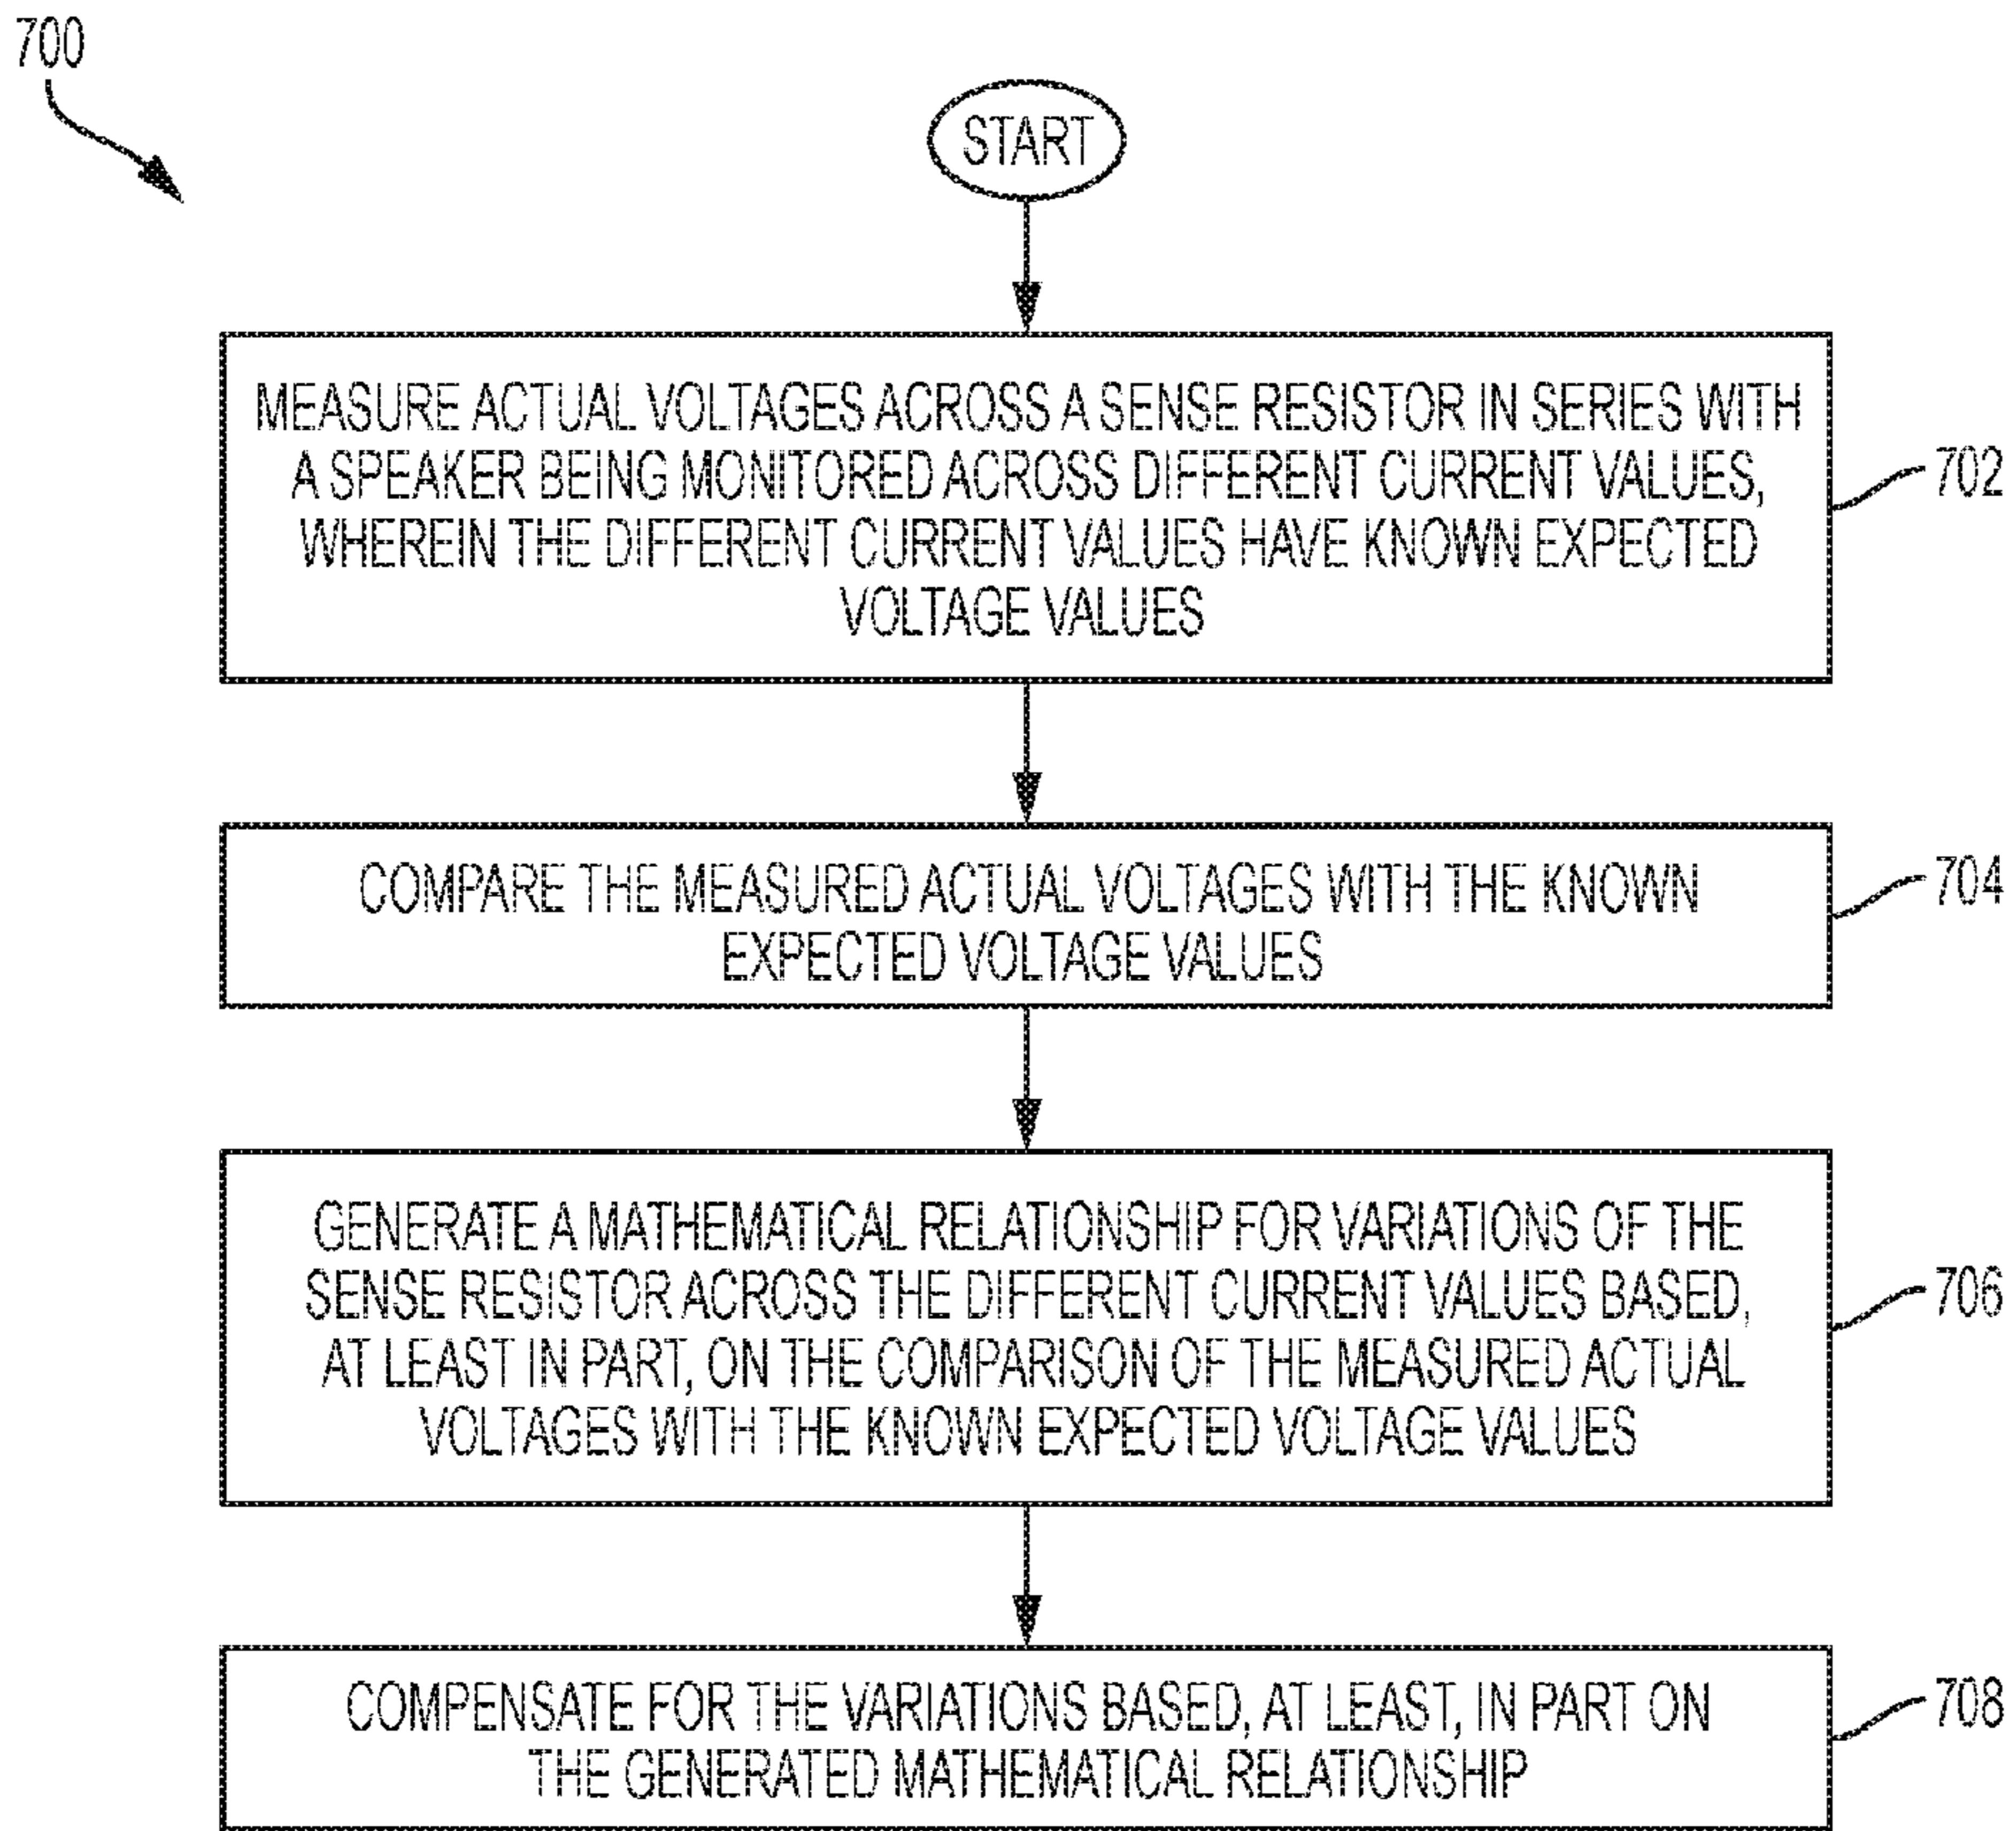 700
START
MEASURE ACTUAL VOLTAGES ACROSS A SENSE RESISTOR IN SERIES WITH
A SPEAKER BEING MONITORED ACROSS DIFFERENT CURRENT VALUES,
WHEREIN THE DIFFERENT CURRENT VALUES HAVE KNOWN EXPECTED
VOLTAGE VALUES
702
COMPARE THE MEASURED ACTUAL VOLTAGES WITH THE KNOWN
EXPECTED VOLTAGE VALUES
704
GENERATE A MATHEMATICAL RELATIONSHIP FOR VARIATIONS OF THE
SENSE RESISTOR ACROSS THE DIFFERENT CURRENT VALUES BASED,
AT LEAST IN PART, ON THE COMPARISON OF THE MEASURED ACTUAL
VOLTAGES WITH THE KNOWN EXPECTED VOLTAGE VALUES
706
COMPENSATE FOR THE VARIATIONS BASED, AT LEAST, IN PART ON
THE GENERATED MATHEMATICAL RELATIONSHIP
708